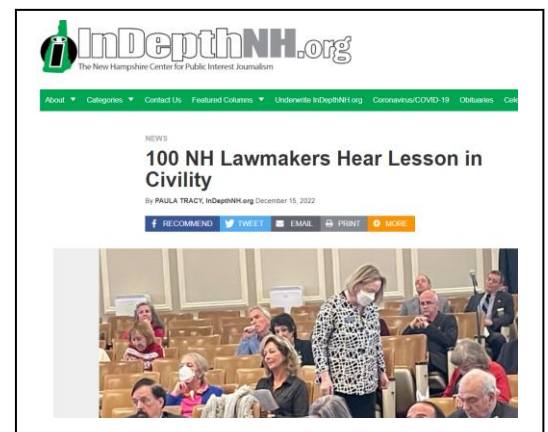 InDepthNH.org
The New Hampshire Center for Public Interest Journalism
About Categories Contact Us Featured Columns Underwrite InDepthNH.org Coronavirus/COVID-19 Obituaries Cele
NEWS
100 NH Lawmakers Hear Lesson in
Civility
By PAULA TRACY, InDepthNH.org December 15, 2022
RECOMMEND TWEET EMAIL PRINT MORE